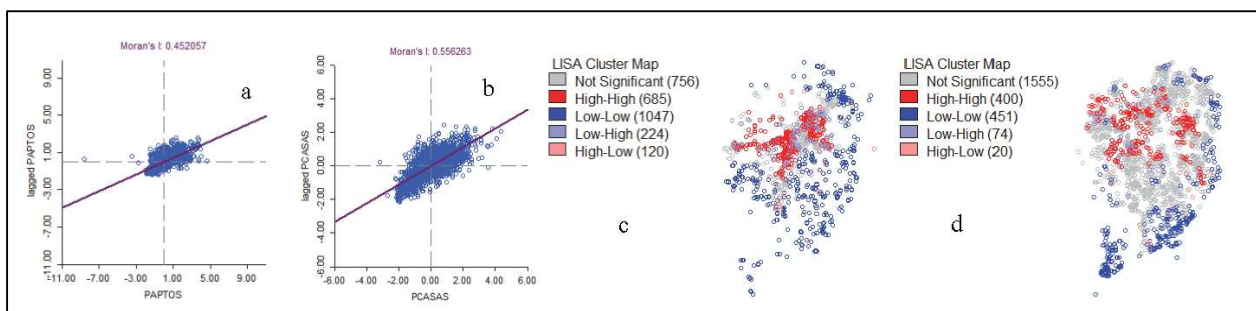 Moran's I: 0.452057
a
lagged PAPTOS
9.00
5.00
1.00
-3.00
-7.00
-11.00
-11.00 -7.00 -3.00 1.00 5.00 9.00
PAPTOS
Moran's I: 0.556263
b
lagged PCASAS
6.00
4.00
2.00
0.00
-2.00
-4.00
-6.00
-6.00 -4.00 -2.00 0.00 2.00 4.00 6.00
PCASAS
LISA Cluster Map
Not Significant (756)
High-High (685)
Low-Low (1047)
Low-High (224)
High-Low (120)
c
LISA Cluster Map
Not Significant (1555)
High-High (400)
Low-Low (451)
Low-High (74)
High-Low (20)
d